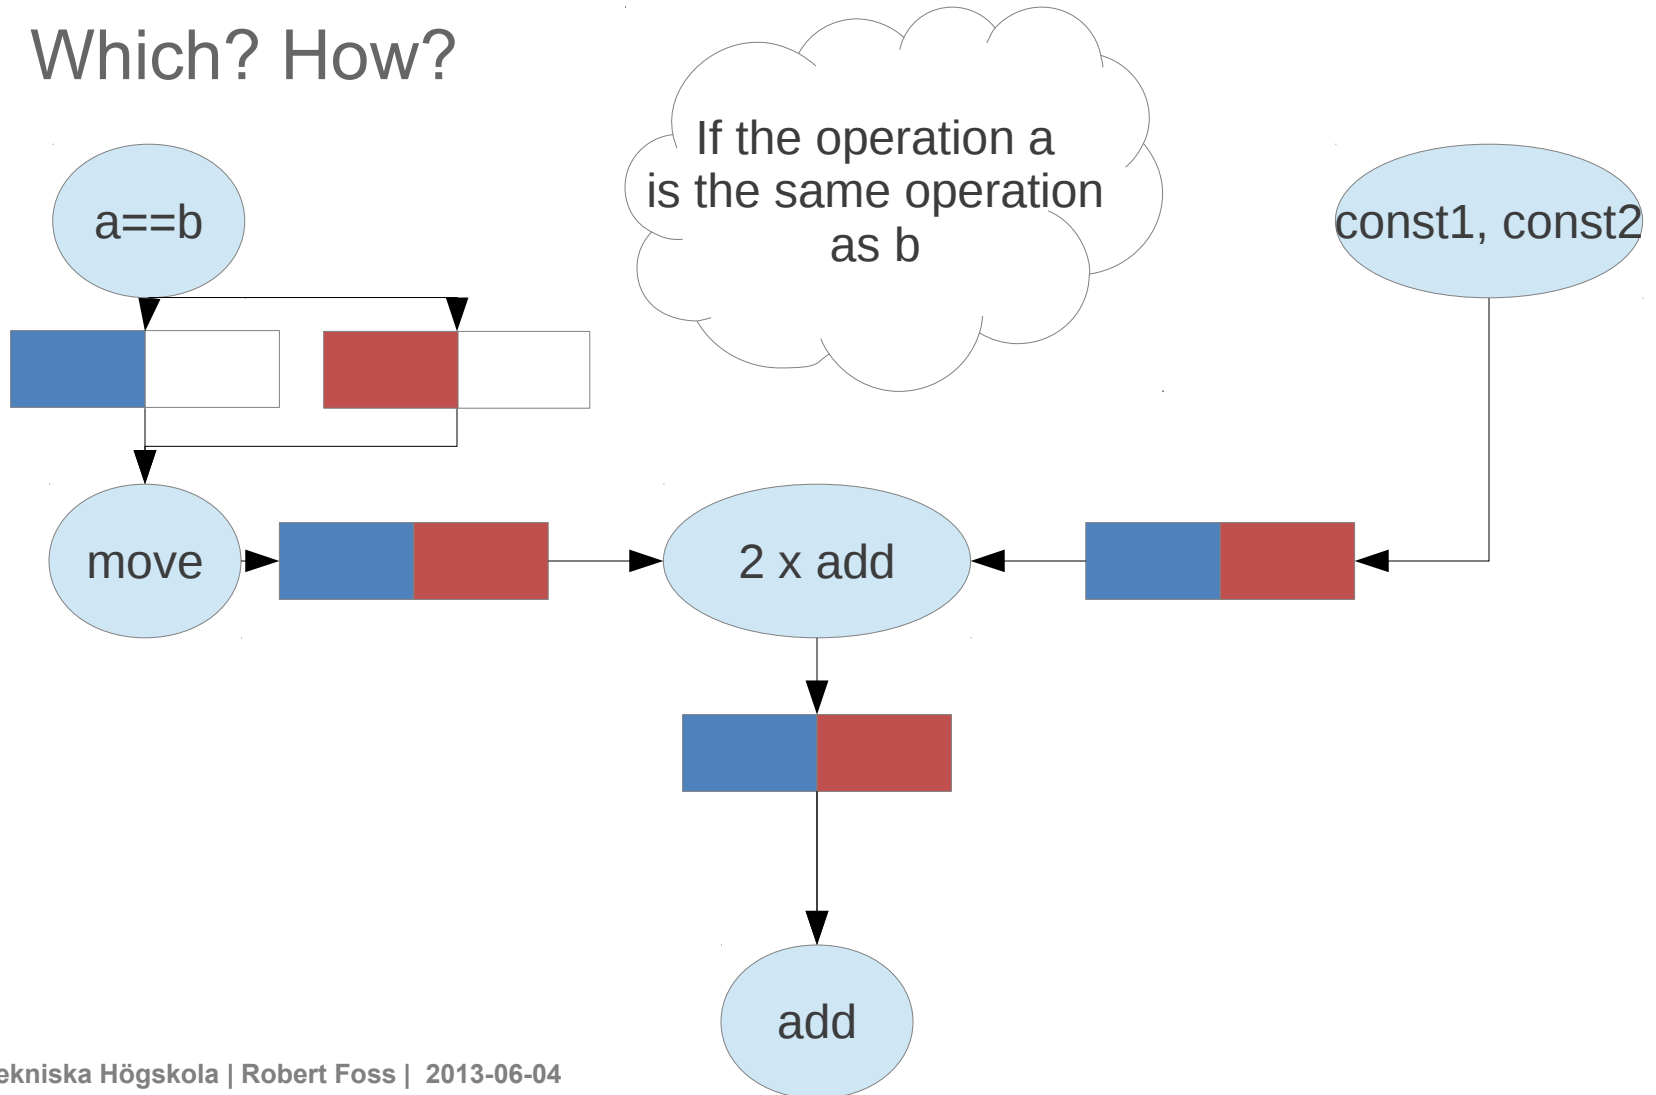 Which? How?
If the operation a
is the same operation
as b
a==b
const1, const2
move
2 x add
add
ekniska Högskola | Robert Foss | 2013-06-04